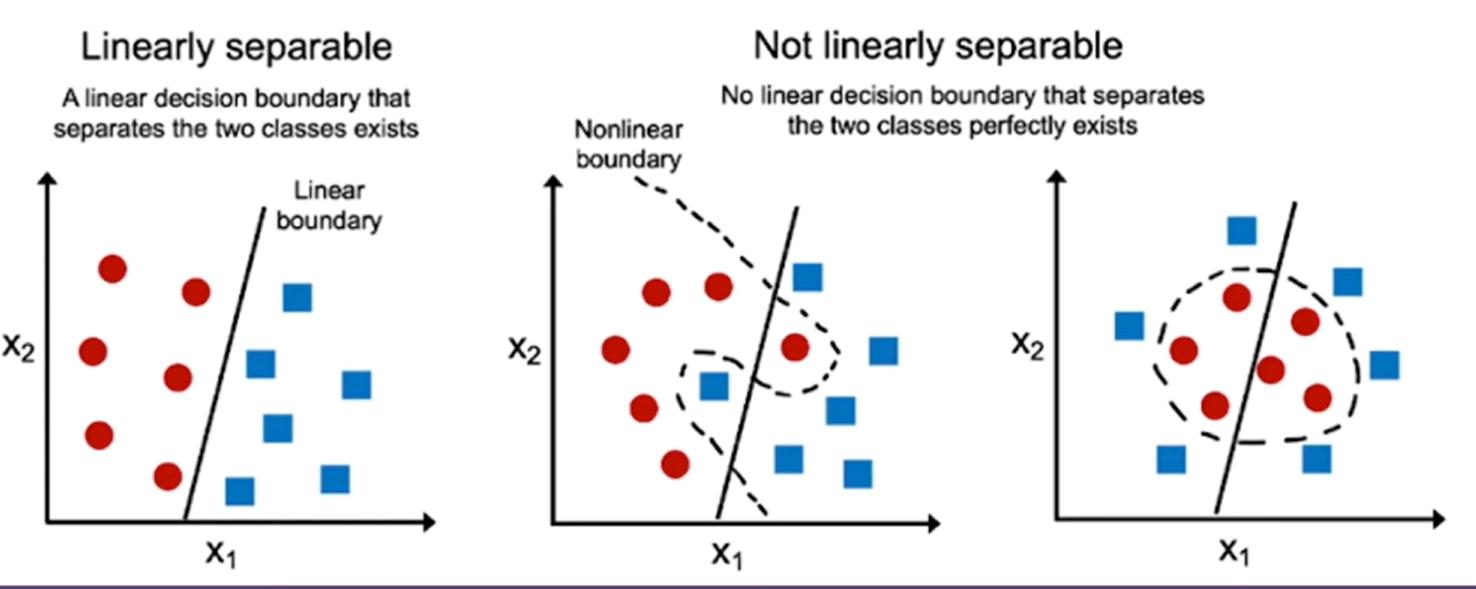 Linearly separable
A linear decision boundary that
separates the two classes exists
Linear
boundary
X₂
X₁
Not linearly separable
No linear decision boundary that separates
the two classes perfectly exists
Nonlinear
boundary
X₂
X₁
X₂
X₁